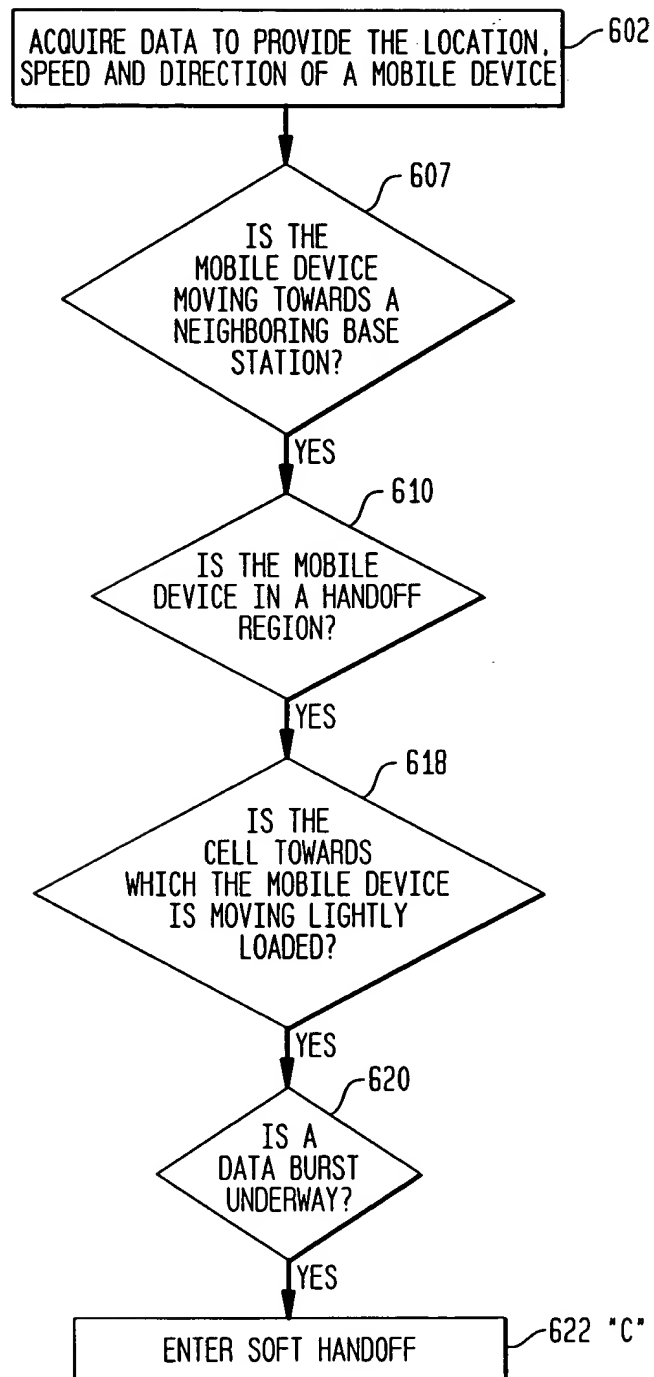 ACQUIRE DATA TO PROVIDE THE LOCATION,
SPEED AND DIRECTION OF A MOBILE DEVICE
602
607
IS THE
MOBILE DEVICE
MOVING TOWARDS A
NEIGHBORING BASE
STATION?
YES
610
IS THE MOBILE
DEVICE IN A HANDOFF
REGION?
YES
618
IS THE
CELL TOWARDS
WHICH THE MOBILE DEVICE
IS MOVING LIGHTLY
LOADED?
YES
620
IS A
DATA BURST
UNDERWAY?
YES
ENTER SOFT HANDOFF
622 "C"